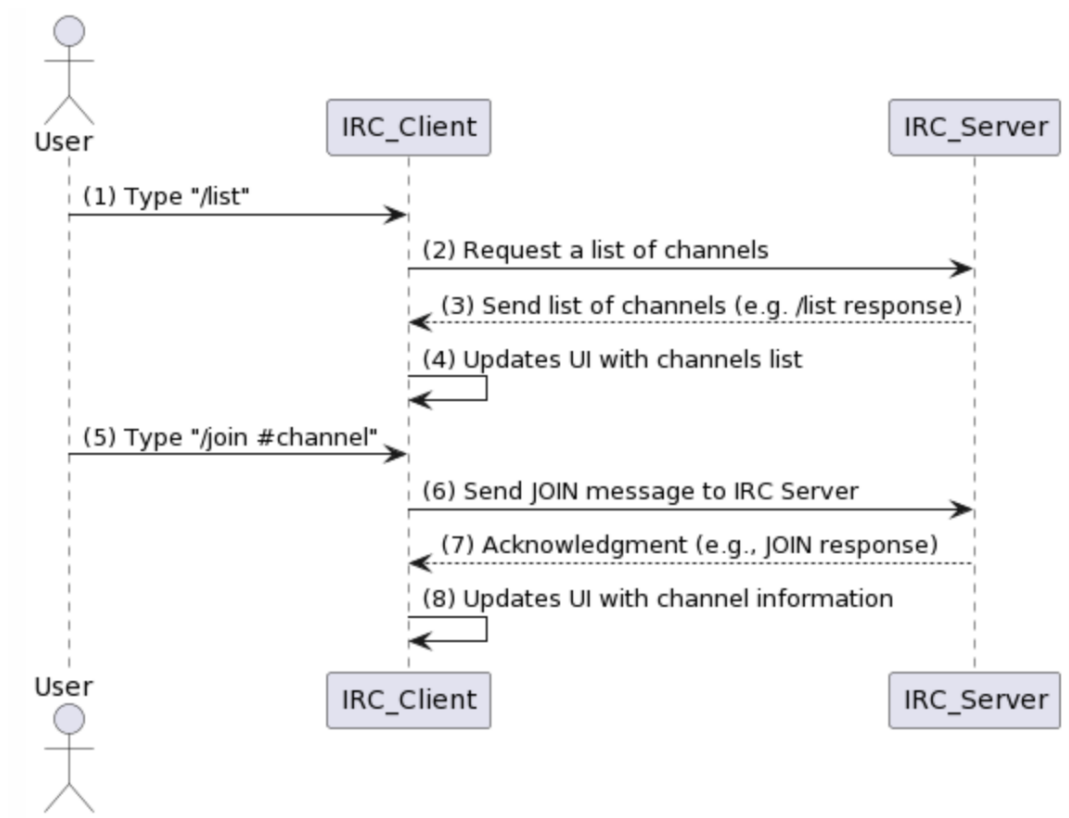 User
IRC_Client
IRC_Server
(1) Type "/list"
(2) Request a list of channels
(3) Send list of channels (e.g. /list response)
(4) Updates UI with channels list
(5) Type "/join #channel"
(6) Send JOIN message to IRC Server
(7) Acknowledgment (e.g., JOIN response)
(8) Updates UI with channel information
User
IRC_Client
IRC_Server